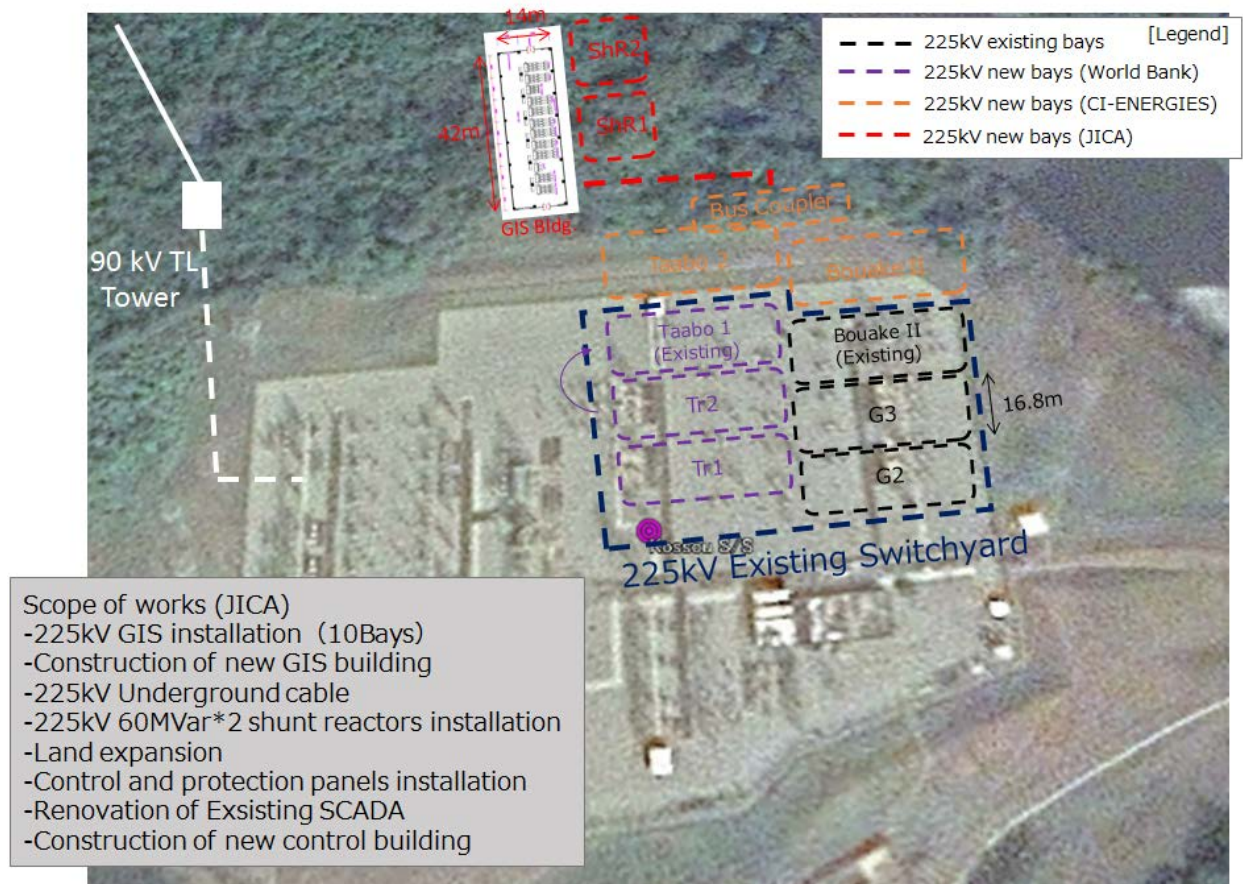 14m
ShR2
ShR1
42m
GIS Bldg
[Legend]
225kV existing bays
225kV new bays (World Bank)
225kV new bays (CI-ENERGIES)
225kV new bays (JICA)
Bus Coupler
Taabo 2
Bouake II
90 kV TL
Tower
Taabo 1
(Existing)
Bouake II
(Existing)
Tr2
G3
16.8m
Tr1
G2
Kossou S/S
225kV Existing Switchyard
Scope of works (JICA)
-225kV GIS installation（10Bays）
-Construction of new GIS building
-225kV Underground cable
-225kV 60MVar*2 shunt reactors installation
-Land expansion
-Control and protection panels installation
-Renovation of Exsisting SCADA
-Construction of new control building